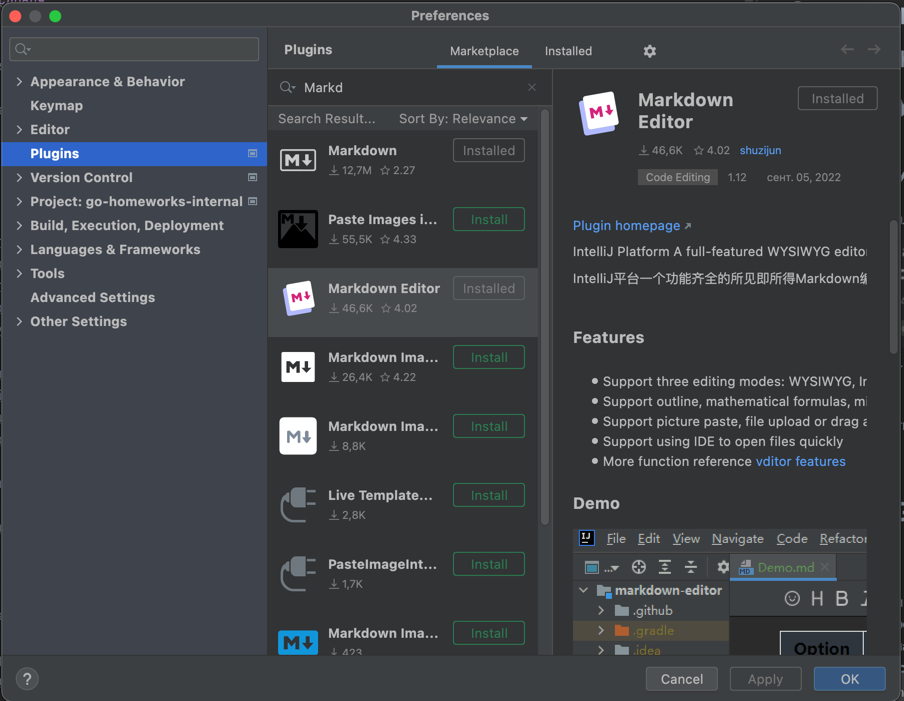 Preferences
Appearance & Behavior
Keymap
Editor
Plugins
Version Control
Project: go-homeworks-internal
Build, Execution, Deployment
Languages & Frameworks
Tools
Advanced Settings
Other Settings
Plugins
Marketplace
Installed
Markd
Search Result...
Sort By: Relevance
Markdown
Installed
12,7M 2.27
Paste Images i...
Install
55,5K 4.33
Markdown Editor
Installed
46,6K 4.02
Markdown Ima...
Install
26,4K 4.22
Markdown Ima...
Install
8,8K
Live Template...
Install
2,8K
PasteImageInt...
Install
1,7K
Markdown Ima...
Install
423
Markdown
Editor
Installed
46,6K 4.02 shuzijun
Code Editing 1.12 сент. 05, 2022
Plugin homepage
IntelliJ Platform A full-featured WYSIWYG editor
IntelliJ平台一个功能齐全的所见即所得Markdown编
Features
Support three editing modes: WYSIWYG, In
Support outline, mathematical formulas, mi
Support picture paste, file upload or drag a
Support using IDE to open files quickly
More function reference vditor features
Demo
IJ File Edit View Navigate Code Refactor
... Demo.md
MD
markdown-editor
H B I
.github
.gradle
.idea
Option
?
Cancel
Apply
OK